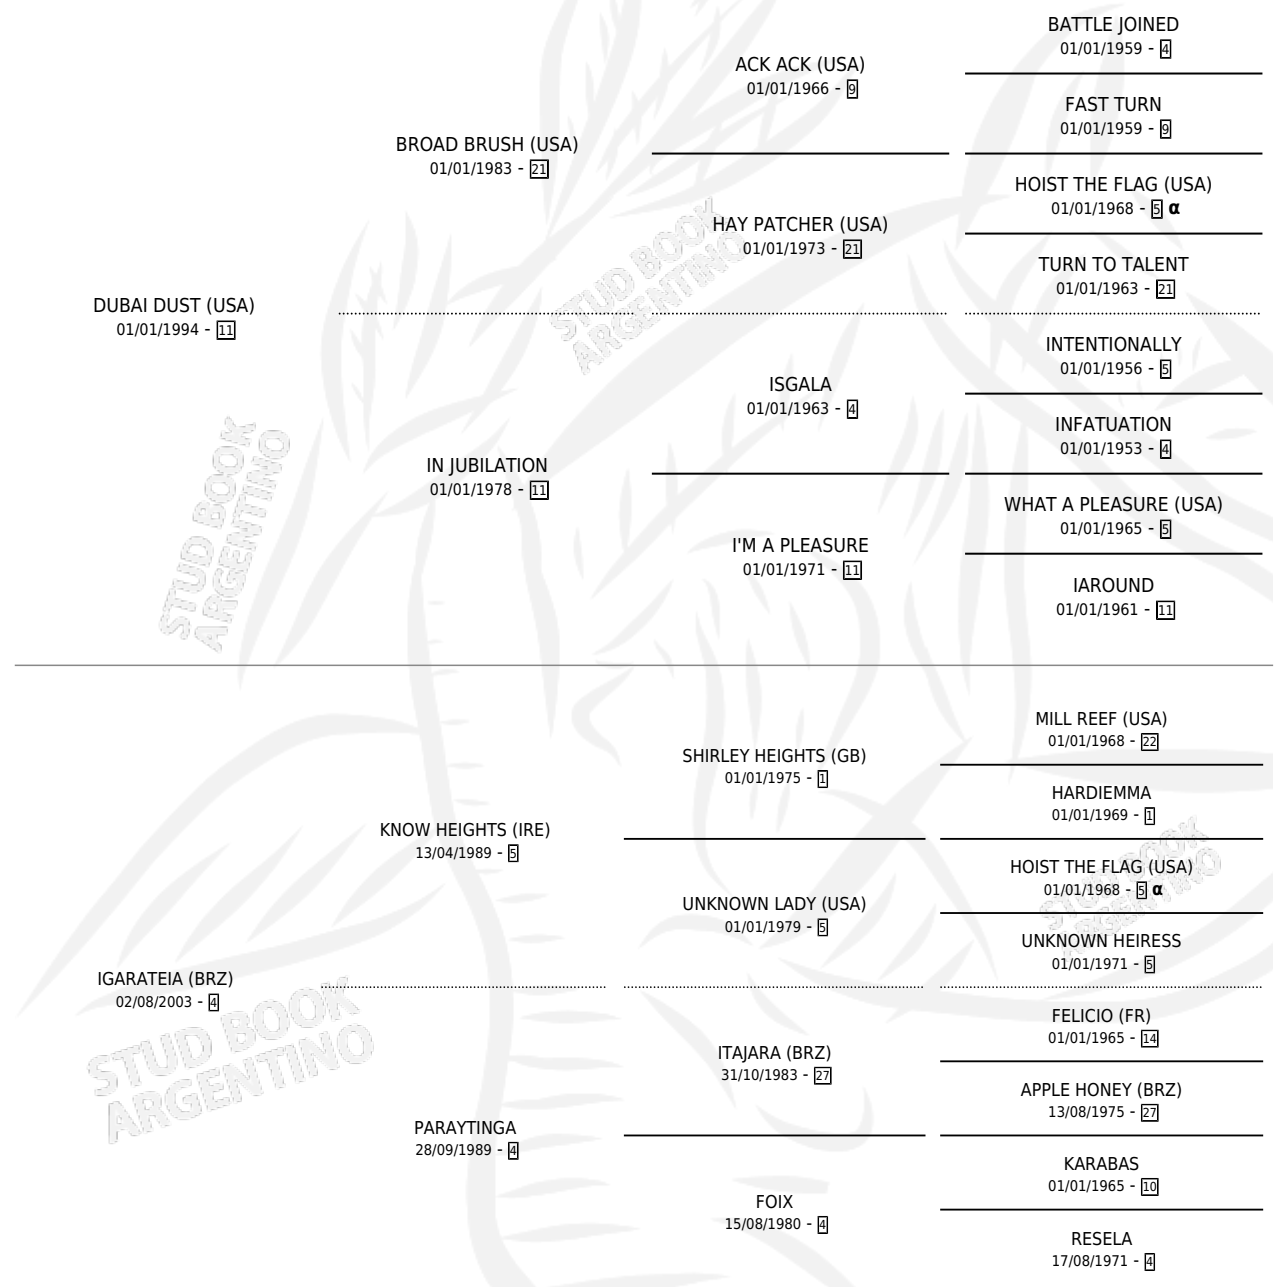 BATTLE JOINED
01/01/1959 - 4
ACK ACK (USA)
01/01/1966 - 9
FAST TURN
01/01/1959 - 9
BROAD BRUSH (USA)
01/01/1983 - 21
HOIST THE FLAG (USA)
01/01/1968 - 5 α
HAY PATCHER (USA)
01/01/1973 - 21
TURN TO TALENT
01/01/1963 - 21
DUBAI DUST (USA)
01/01/1994 - 11
INTENTIONALLY
01/01/1956 - 5
ISGALA
01/01/1963 - 4
INFATUATION
01/01/1953 - 4
IN JUBILATION
01/01/1978 - 11
WHAT A PLEASURE (USA)
01/01/1965 - 5
I'M A PLEASURE
01/01/1971 - 11
IAROUND
01/01/1961 - 11
STUD BOOK
ARGENTINO
STUD BOOK
ARGENTINO
MILL REEF (USA)
01/01/1968 - 22
SHIRLEY HEIGHTS (GB)
01/01/1975 - 1
HARDIEMMA
01/01/1969 - 1
KNOW HEIGHTS (IRE)
13/04/1989 - 5
HOIST THE FLAG (USA)
01/01/1968 - 5 α
UNKNOWN LADY (USA)
01/01/1979 - 5
UNKNOWN HEIRESS
01/01/1971 - 5
IGARATEIA (BRZ)
02/08/2003 - 4
FELICIO (FR)
01/01/1965 - 14
ITAJARA (BRZ)
31/10/1983 - 27
APPLE HONEY (BRZ)
13/08/1975 - 27
PARAYTINGA
28/09/1989 - 4
KARABAS
01/01/1965 - 10
FOIX
15/08/1980 - 4
RESELA
17/08/1971 - 4
STUD BOOK
ARGENTINO
STUD BOOK
ARGENTINO